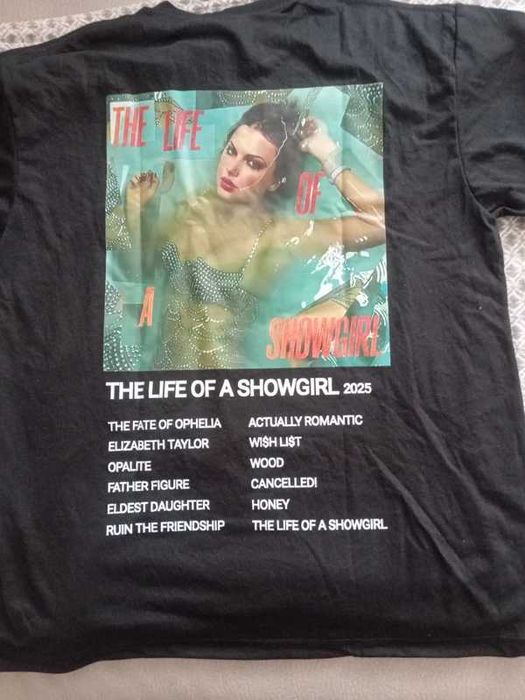 THE LIFE
OF
A
SHOWGIRL
THE LIFE OF A SHOWGIRL 2025
THE FATE OF OPHELIA
ELIZABETH TAYLOR
OPALITE
FATHER FIGURE
ELDEST DAUGHTER
RUIN THE FRIENDSHIP
ACTUALLY ROMANTIC
WI$H LI$T
WOOD
CANCELLED!
HONEY
THE LIFE OF A SHOWGIRL